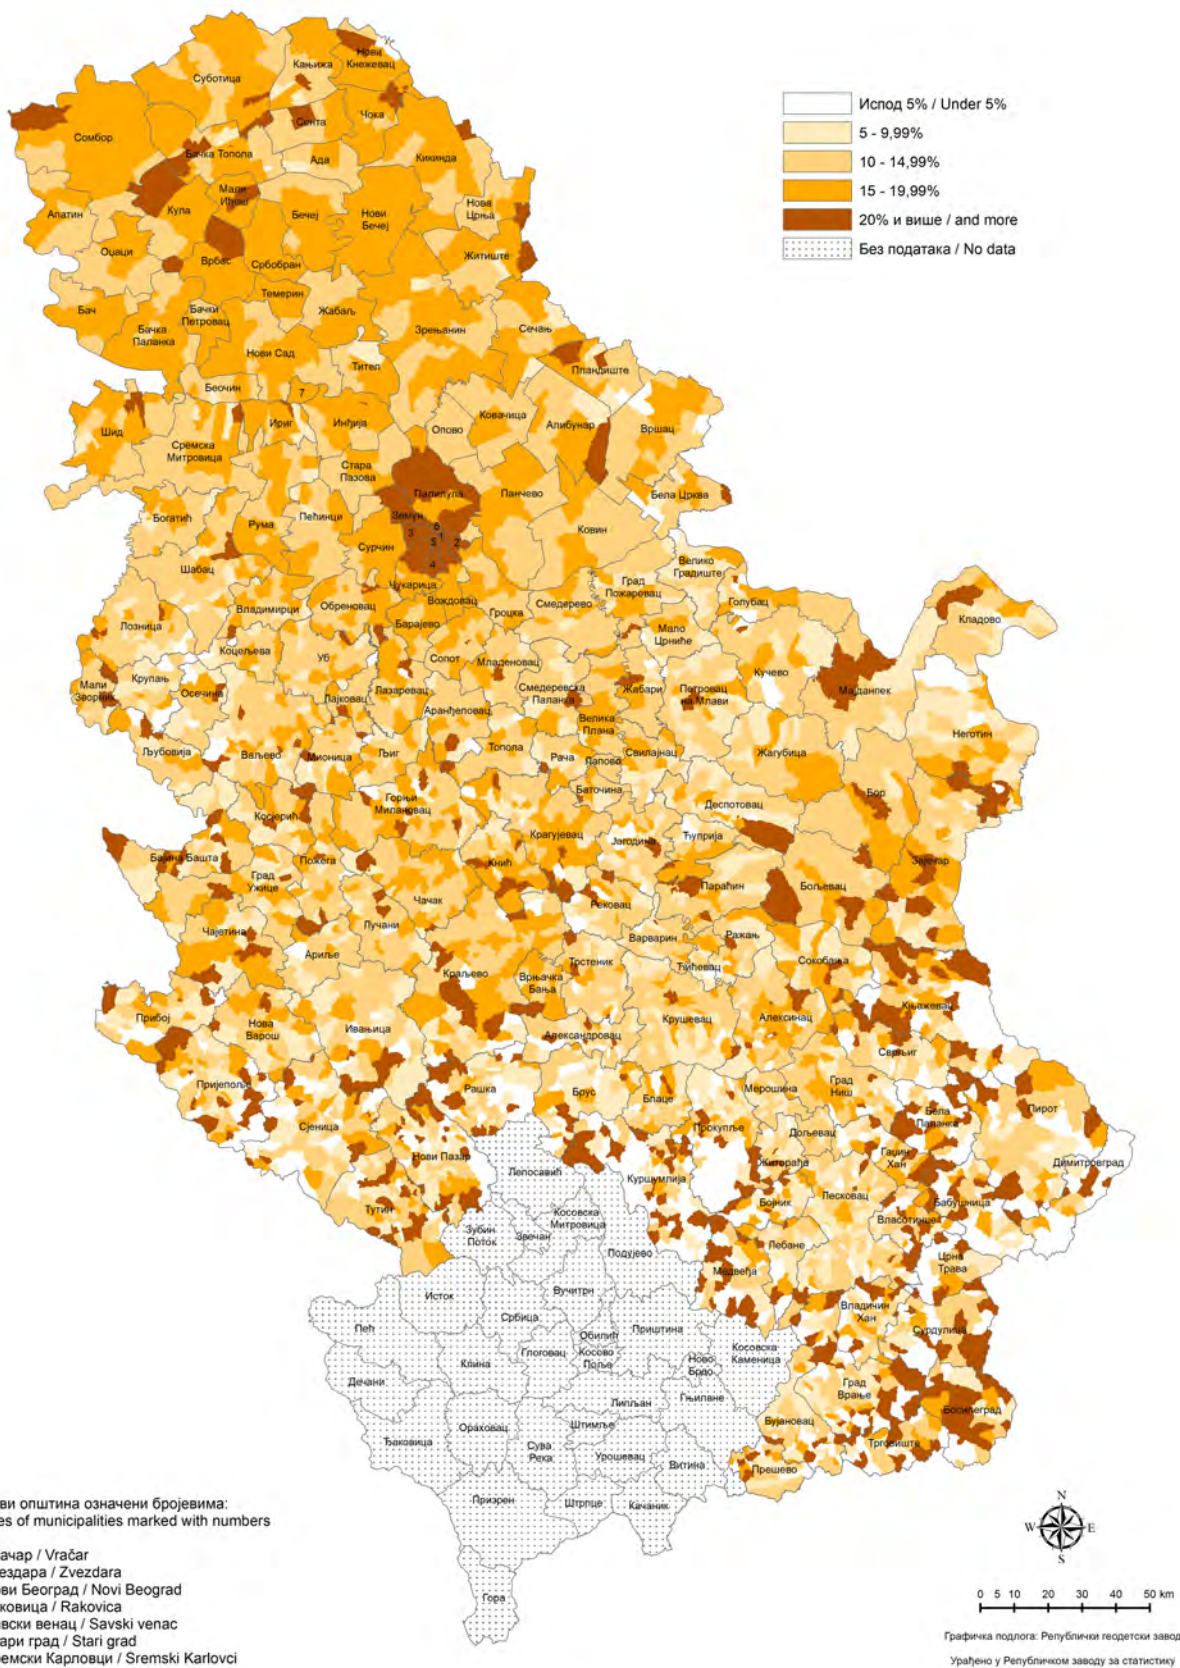 Испод 5% / Under 5%
5 - 9,99%
10 - 14,99%
15 - 19,99%
20% и више / and more
Без података / No data
Суботица
Кањижа
Нови
Кнежевац
Сомбор
Сента
Чока
Бачка Топола
Ада
Кикинда
Мали
Иђош
Апатин
Кула
Бечеј
Нови
Бечеј
Нова
Црња
Оџаци
Врбас
Србобран
Житиште
Темерин
Бач
Бачки
Петровац
Жабаљ
Бачка
Паланка
Зрењанин
Сечањ
Нови Сад
Тител
Пландиште
Беочин
7
Ковачица
Шид
Ириг
Инђија
Опово
Алибунар
Вршац
Сремска
Митровица
Стара
Пазова
Палилула
Панчево
Бела Црква
Богатић
Рума
Пећинци
Земун
6
3
1
5
2
4
Ковин
Сурчин
Шабац
Чукарица
Велико
Градиште
Град
Пожаревац
Голубац
Владимирци
Обреновац
Вождовац
Гроцка
Смедерево
Кладово
Лозница
Барајево
Мало
Црниће
Коцељева
Уб
Сопот
Младеновац
Кучево
Мали
Зворник
Крупањ
Осечина
Лајковац
Лазаревац
Аранђеловац
Смедеревска
Паланка
Жабари
Петровац
на Млави
Мајданпек
Велика
Плана
Неготин
Љубовија
Ваљево
Мионица
Љиг
Топола
Рача
Лапово
Свилајнац
Жагубица
Баточина
Бор
Косјерић
Горњи
Милановац
Деспотовац
Крагујевац
Јагодина
Ћуприја
Бајина Башта
Пожега
Кнић
Зајечар
Град
Ужице
Параћин
Бољевац
Чачак
Рековац
Чајетина
Лучани
Варварин
Ражањ
Ариље
Сокобања
Краљево
Врњачка
Бања
Трстеник
Ћићевац
Прибој
Нова
Варош
Ивањица
Крушевац
Алексинац
Књажевац
Александровац
Сврљиг
Пријепоље
Рашка
Брус
Блаце
Мерошина
Град
Ниш
Бела
Паланка
Пирот
Сјеница
Прокупље
Дољевац
Нови Пазар
Житорађа
Гаџин
Хан
Димитровград
Лепосавић
Куршумлија
Бојник
Лесковац
Бабушница
Тутин
Косовска
Митровица
Власотинце
Зубин
Поток
Звечан
Подујево
Лебане
Црна
Трава
Медвеђа
Исток
Вучитрн
Србица
Владичин
Хан
Пећ
Обилић
Приштина
Сурдулица
Глоговац
Косово
Поље
Косовска
Каменица
Клина
Ново
Брдо
Дечани
Гњилане
Град
Врање
Липљан
Босилеград
Ораховац
Штимље
Бујановац
Ђаковица
Сува
Река
Урошевац
Витина
Трговиште
Прешево
Призрен
Штрпце
Качаник
Гора
ви општина означени бројевима:
es of municipalities marked with numbers
ачар / Vračar
ездара / Zvezdara
ви Београд / Novi Beograd
ковица / Rakovica
вски венац / Savski venac
ари град / Stari grad
емски Карловци / Sremski Karlovci
N
W E
S
0 5 10 20 30 40 50 km
Графичка подлога: Републички геодетски завод
Урађено у Републичком заводу за статистику